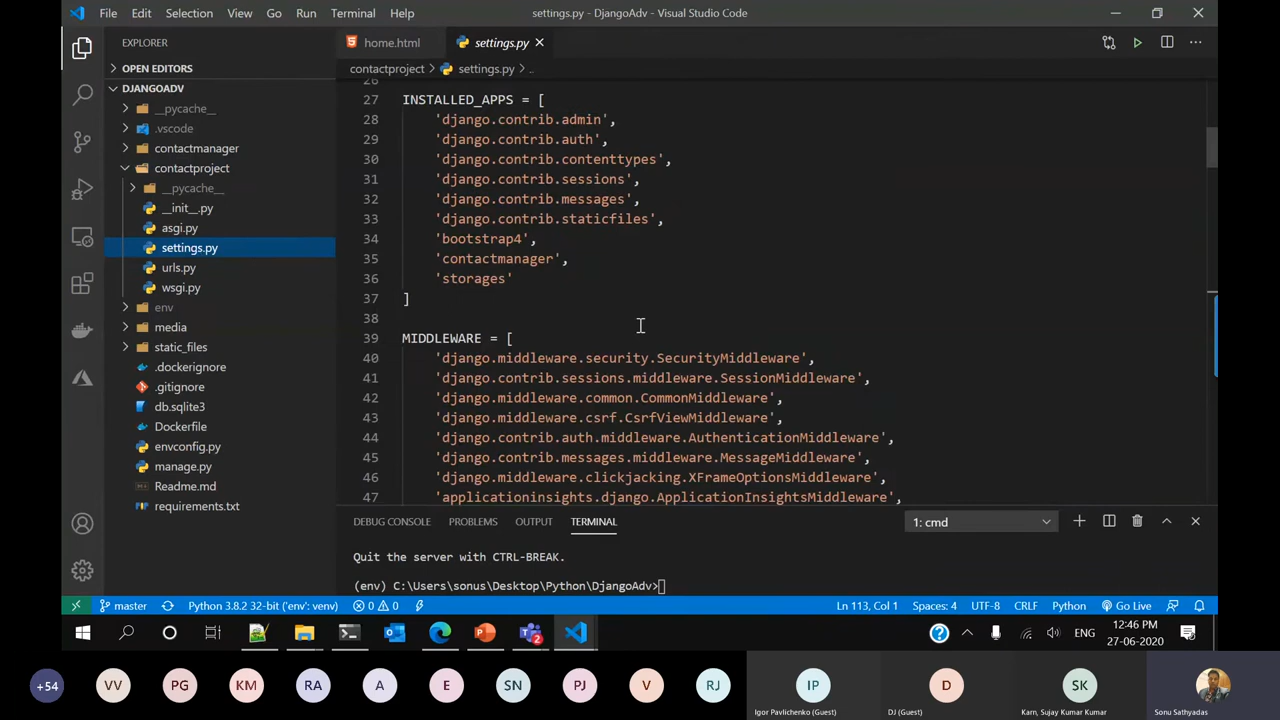 File Edit Selection View Go Run Terminal Help
settings.py - DjangoAdv - Visual Studio Code
EXPLORER
OPEN EDITORS
DJANGOADV
__pycache__
.vscode
contactmanager
contactproject
__pycache__
__init__.py
asgi.py
settings.py
urls.py
wsgi.py
env
media
static_files
.dockerignore
.gitignore
db.sqlite3
Dockerfile
envconfig.py
manage.py
Readme.md
requirements.txt
home.html
settings.py
contactproject > settings.py > ..
26
27 INSTALLED_APPS = [
28 'django.contrib.admin',
29 'django.contrib.auth',
30 'django.contrib.contenttypes',
31 'django.contrib.sessions',
32 'django.contrib.messages',
33 'django.contrib.staticfiles',
34 'bootstrap4',
35 'contactmanager',
36 'storages'
37 ]
38
39 MIDDLEWARE = [
40 'django.middleware.security.SecurityMiddleware',
41 'django.contrib.sessions.middleware.SessionMiddleware',
42 'django.middleware.common.CommonMiddleware',
43 'django.middleware.csrf.CsrfViewMiddleware',
44 'django.contrib.auth.middleware.AuthenticationMiddleware',
45 'django.contrib.messages.middleware.MessageMiddleware',
46 'django.middleware.clickjacking.XFrameOptionsMiddleware',
47 'applicationinsights.django.ApplicationInsightsMiddleware',
DEBUG CONSOLE PROBLEMS OUTPUT TERMINAL
1: cmd
Quit the server with CTRL-BREAK.
(env) C:\Users\sonus\Desktop\Python\DjangoAdv>
master Python 3.8.2 32-bit ('env': venv) 0 0
Ln 113, Col 1 Spaces: 4 UTF-8 CRLF Python Go Live
2
ENG
12:46 PM
27-06-2020
+54 VV PG KM RA A E SN PJ V RJ IP D SK
Igor Pavlichenko (Guest) DJ (Guest) Karn, Sujay Kumar Kumar Sonu Sathyadas